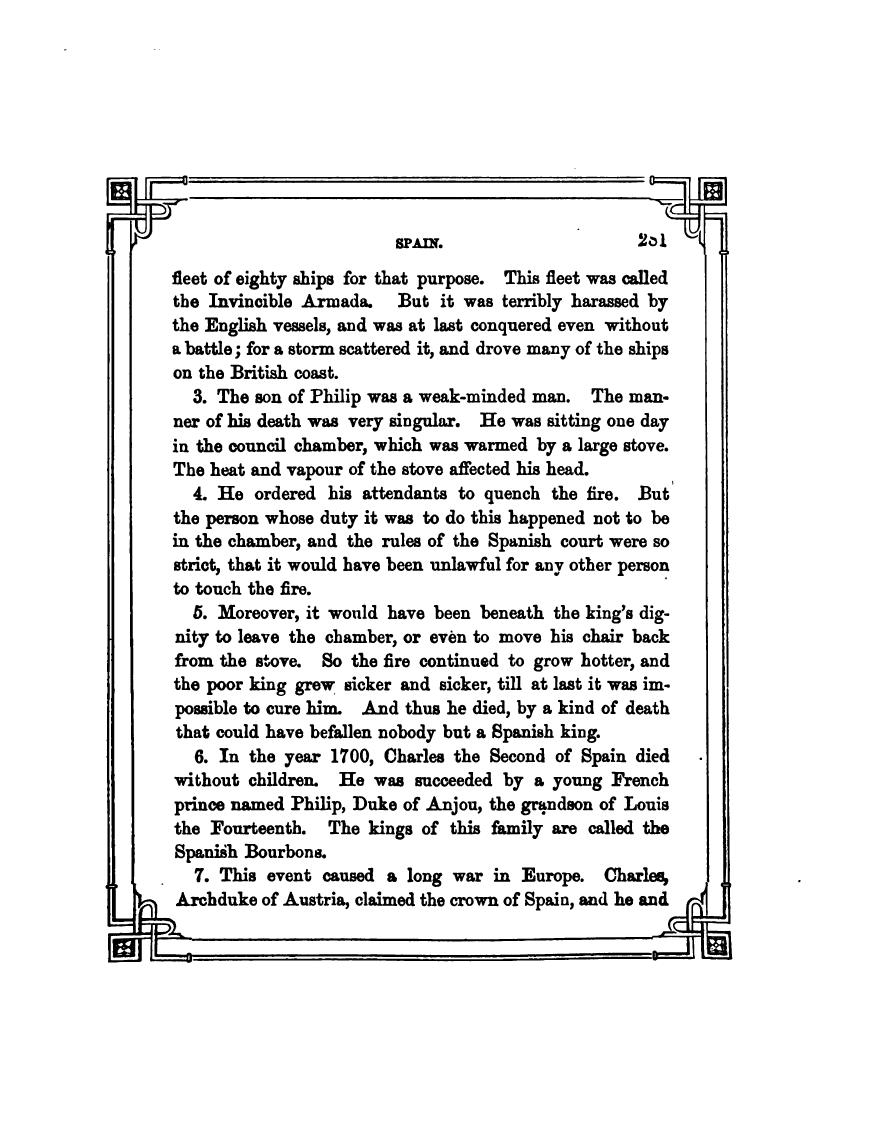 SPAIN. 251
fleet of eighty ships for that purpose. This fleet was called
the Invincible Armada. But it was terribly harassed by
the English vessels, and was at last conquered even without
a battle; for a storm scattered it, and drove many of the ships
on the British coast.
3. The son of Philip was a weak-minded man. The man-
ner of his death was very singular. He was sitting one day
in the council chamber, which was warmed by a large stove.
The heat and vapour of the stove affected his head.
4. He ordered his attendants to quench the fire. But
the person whose duty it was to do this happened not to be
in the chamber, and the rules of the Spanish court were so
strict, that it would have been unlawful for any other person
to touch the fire.
5. Moreover, it would have been beneath the king's dig-
nity to leave the chamber, or even to move his chair back
from the stove. So the fire continued to grow hotter, and
the poor king grew sicker and sicker, till at last it was im-
possible to cure him. And thus he died, by a kind of death
that could have befallen nobody but a Spanish king.
6. In the year 1700, Charles the Second of Spain died
without children. He was succeeded by a young French
prince named Philip, Duke of Anjou, the grandson of Louis
the Fourteenth. The kings of this family are called the
Spanish Bourbons.
7. This event caused a long war in Europe. Charles,
Archduke of Austria, claimed the crown of Spain, and he and